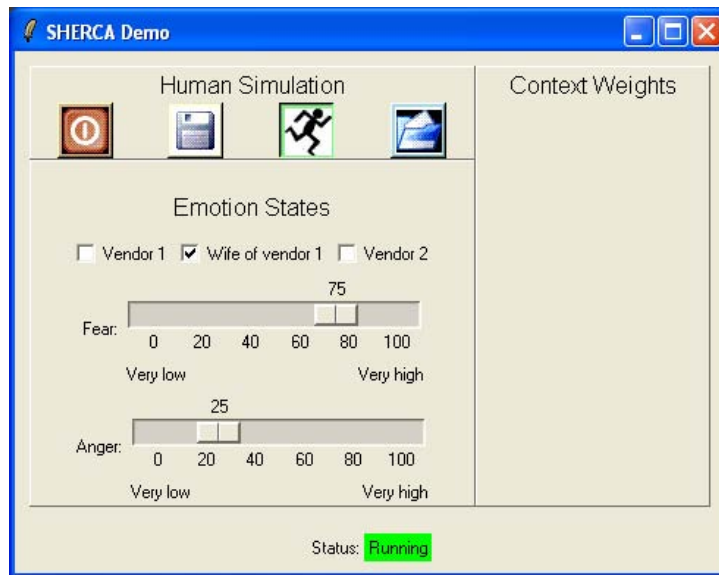 SHERCA Demo
Human Simulation
Context Weights
Emotion States
Vendor 1 Wife of vendor 1 Vendor 2
75
Fear:
0 20 40 60 80 100
Very low Very high
25
Anger:
0 20 40 60 80 100
Very low Very high
Status: Running